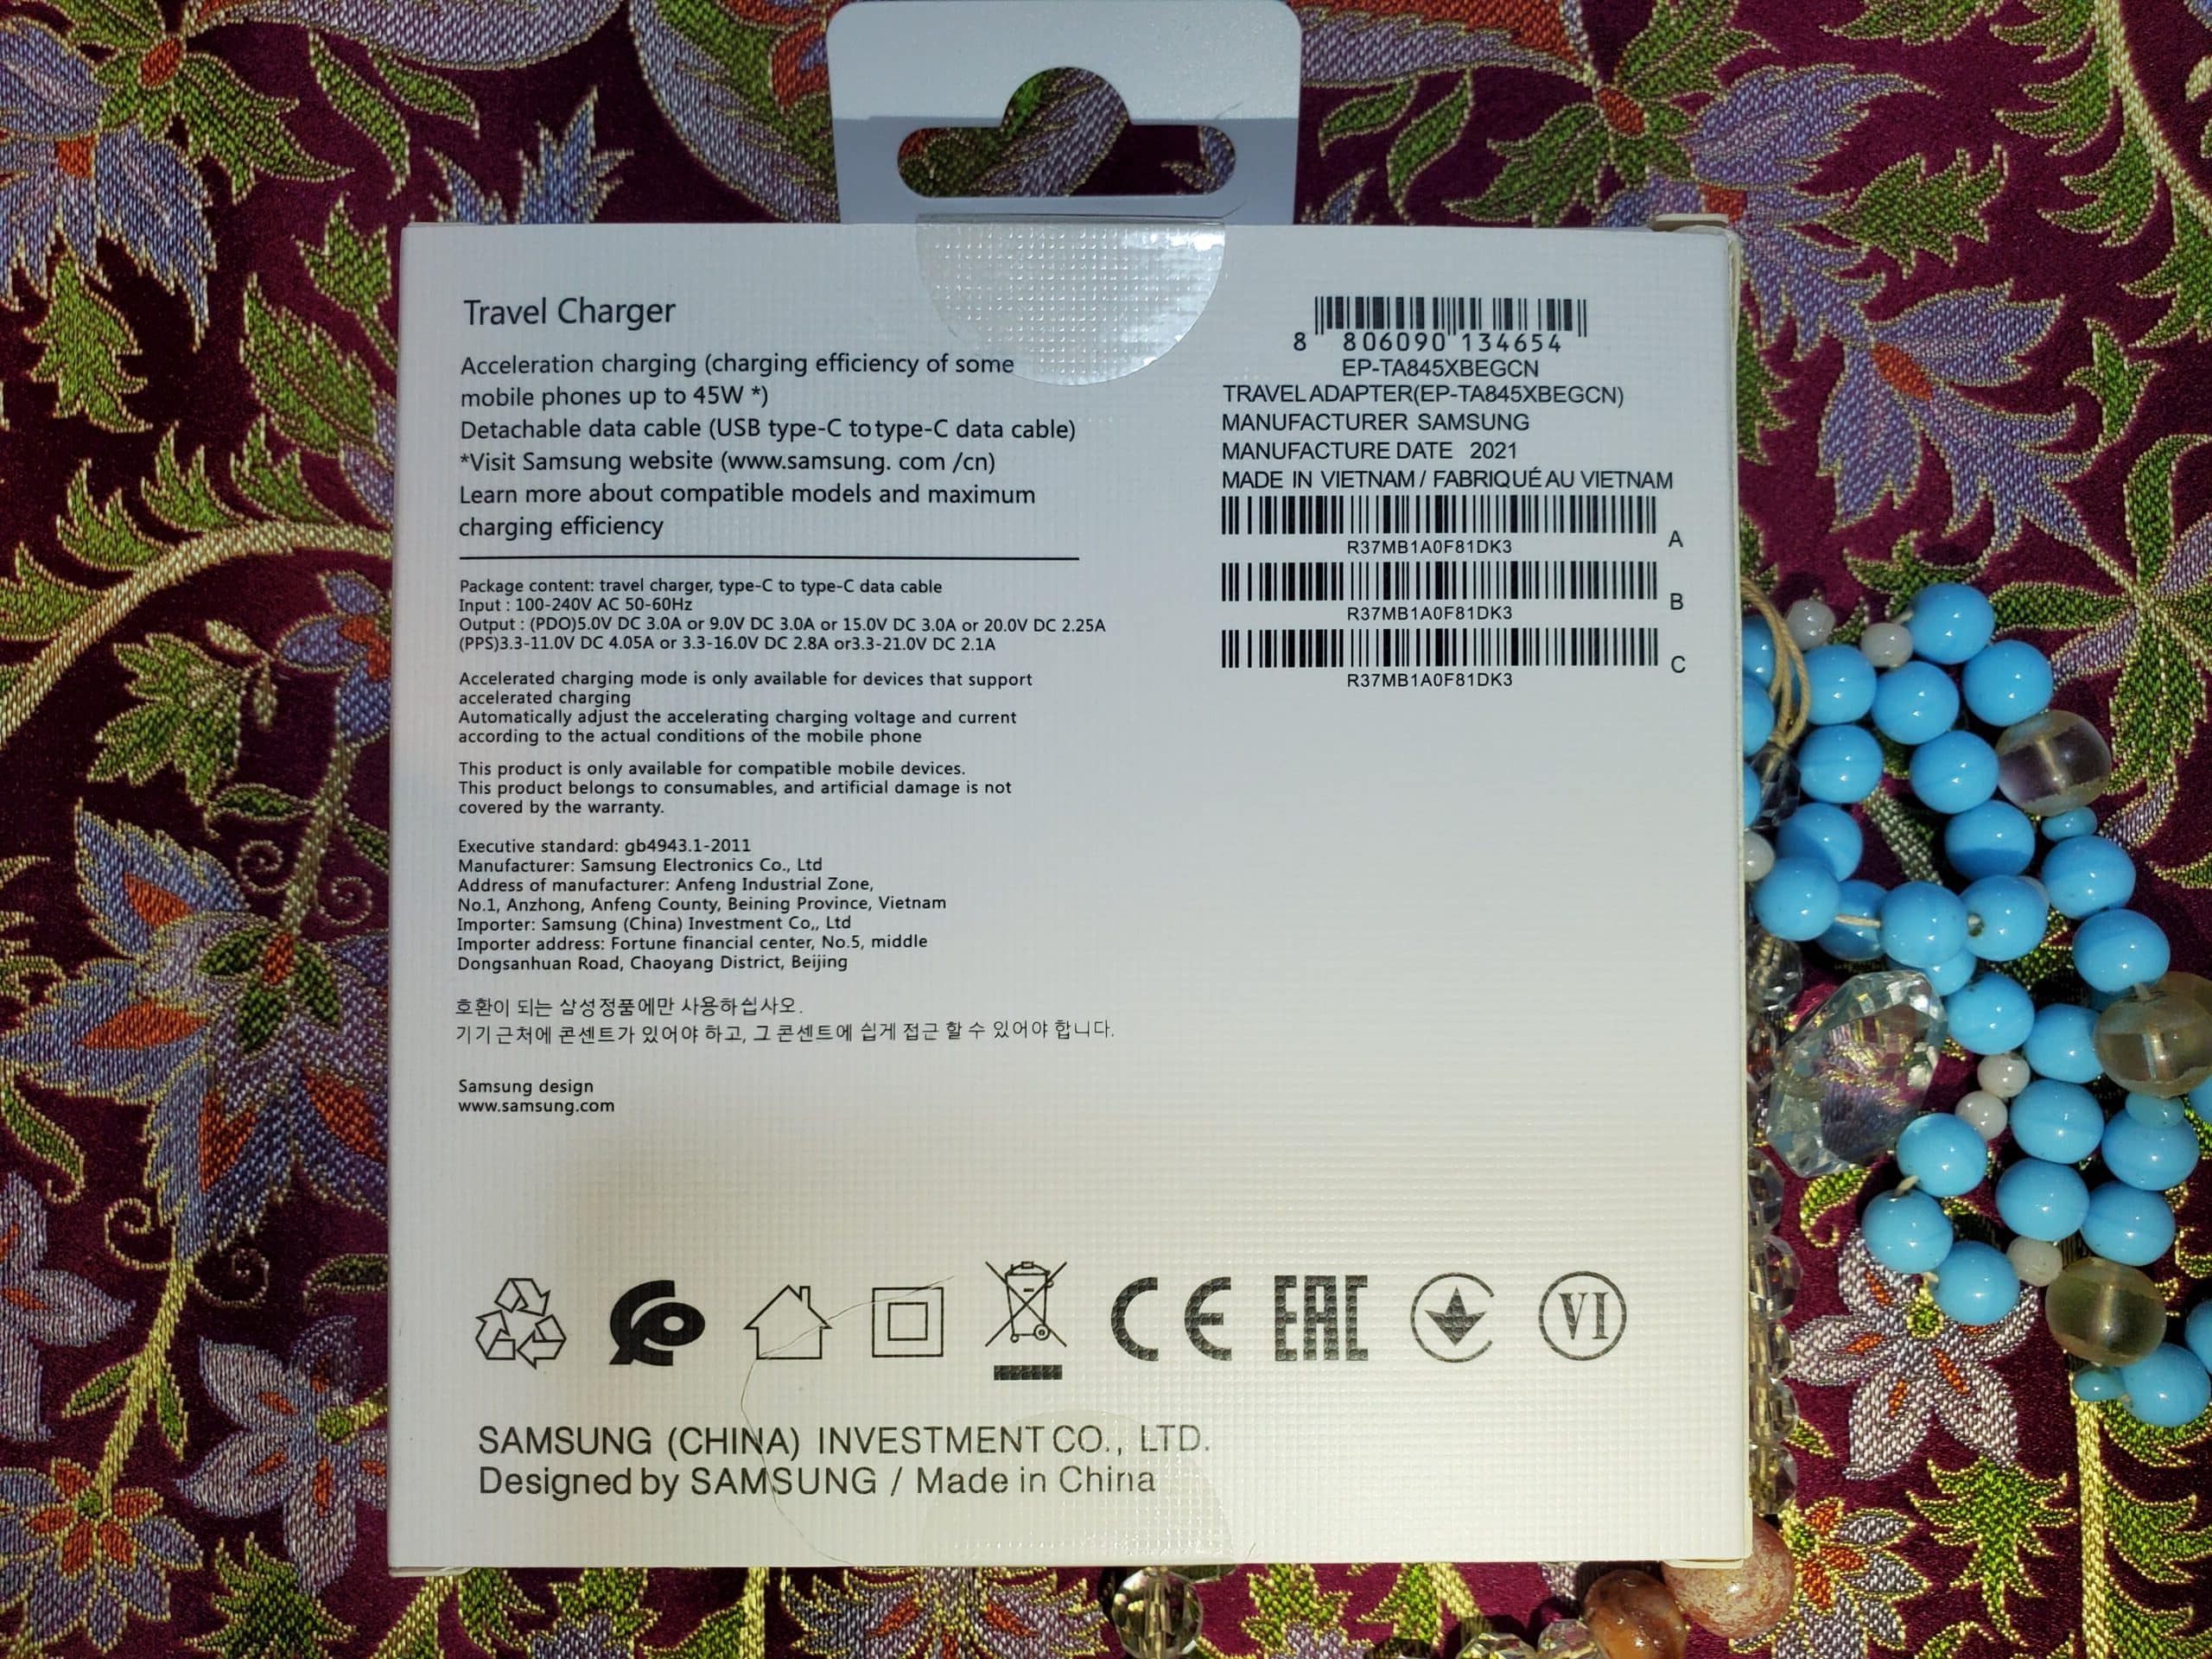 Travel Charger
Acceleration charging (charging efficiency of some
mobile phones up to 45W *)
Detachable data cable (USB type-C to type-C data cable)
*Visit Samsung website (www.samsung. com /cn)
Learn more about compatible models and maximum
charging efficiency
Package content: travel charger, type-C to type-C data cable
Input : 100-240V AC 50-60Hz
Output : (PDO)5.0V DC 3.0A or 9.0V DC 3.0A or 15.0V DC 3.0A or 20.0V DC 2.25A
(PPS)3.3-11.0V DC 4.05A or 3.3-16.0V DC 2.8A or3.3-21.0V DC 2.1A
Accelerated charging mode is only available for devices that support
accelerated charging
Automatically adjust the accelerating charging voltage and current
according to the actual conditions of the mobile phone
This product is only available for compatible mobile devices.
This product belongs to consumables, and artificial damage is not
covered by the warranty.
Executive standard: gb4943.1-2011
Manufacturer: Samsung Electronics Co., Ltd
Address of manufacturer: Anfeng Industrial Zone,
No.1, Anzhong, Anfeng County, Beining Province, Vietnam
Importer: Samsung (China) Investment Co,, Ltd
Importer address: Fortune financial center, No.5, middle
Dongsanhuan Road, Chaoyang District, Beijing
호환이 되는 삼성정품에만 사용하십사오.
기기 근처에 콘센트가 있어야 하고, 그 콘센트에 쉽게 접근 할 수 있어야 합니다.
Samsung design
www.samsung.com
8 806090 134654
EP-TA845XBEGCN
TRAVEL ADAPTER(EP-TA845XBEGCN)
MANUFACTURER SAMSUNG
MANUFACTURE DATE 2021
MADE IN VIETNAM / FABRIQUÉ AU VIETNAM
A
R37MB1A0F81DK3
B
R37MB1A0F81DK3
C
R37MB1A0F81DK3
CE EAC VI
SAMSUNG (CHINA) INVESTMENT CO., LTD.
Designed by SAMSUNG / Made in China